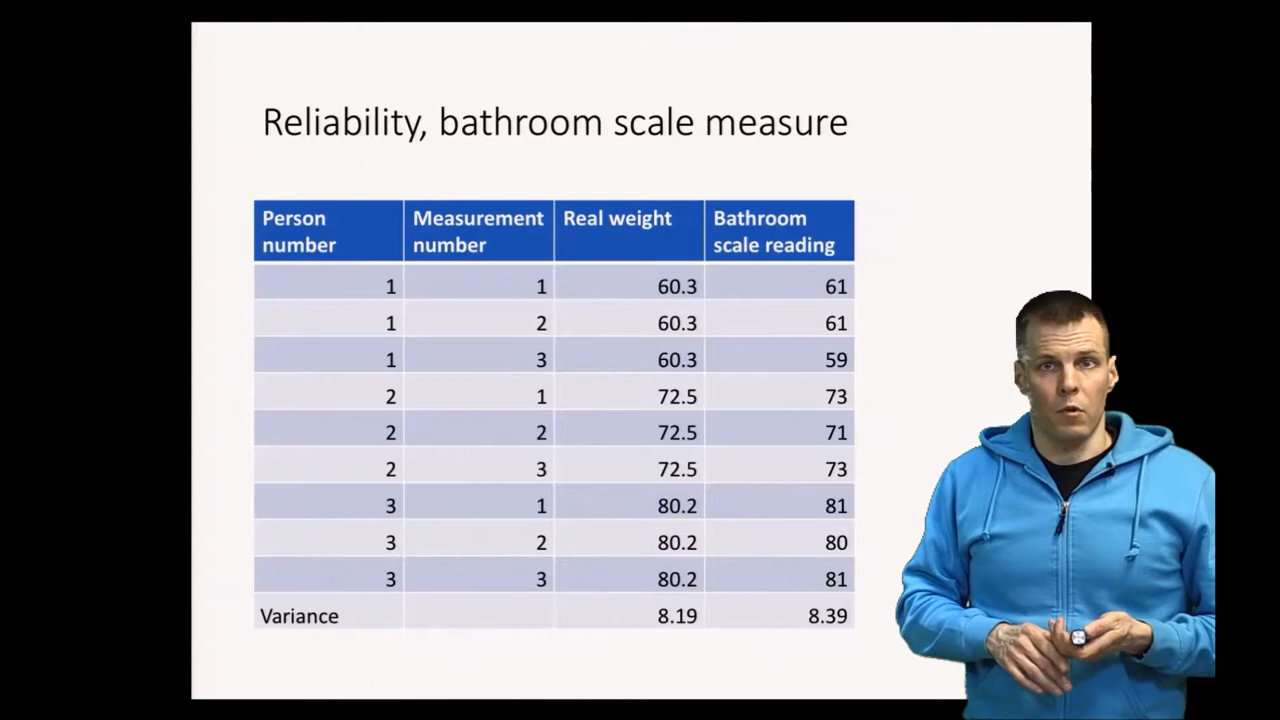 Reliability, bathroom scale measure
Person number Measurement number Real weight Bathroom scale reading
1 1 60.3 61
1 2 60.3 61
1 3 60.3 59
2 1 72.5 73
2 2 72.5 71
2 3 72.5 73
3 1 80.2 81
3 2 80.2 80
3 3 80.2 81
Variance 8.19 8.39